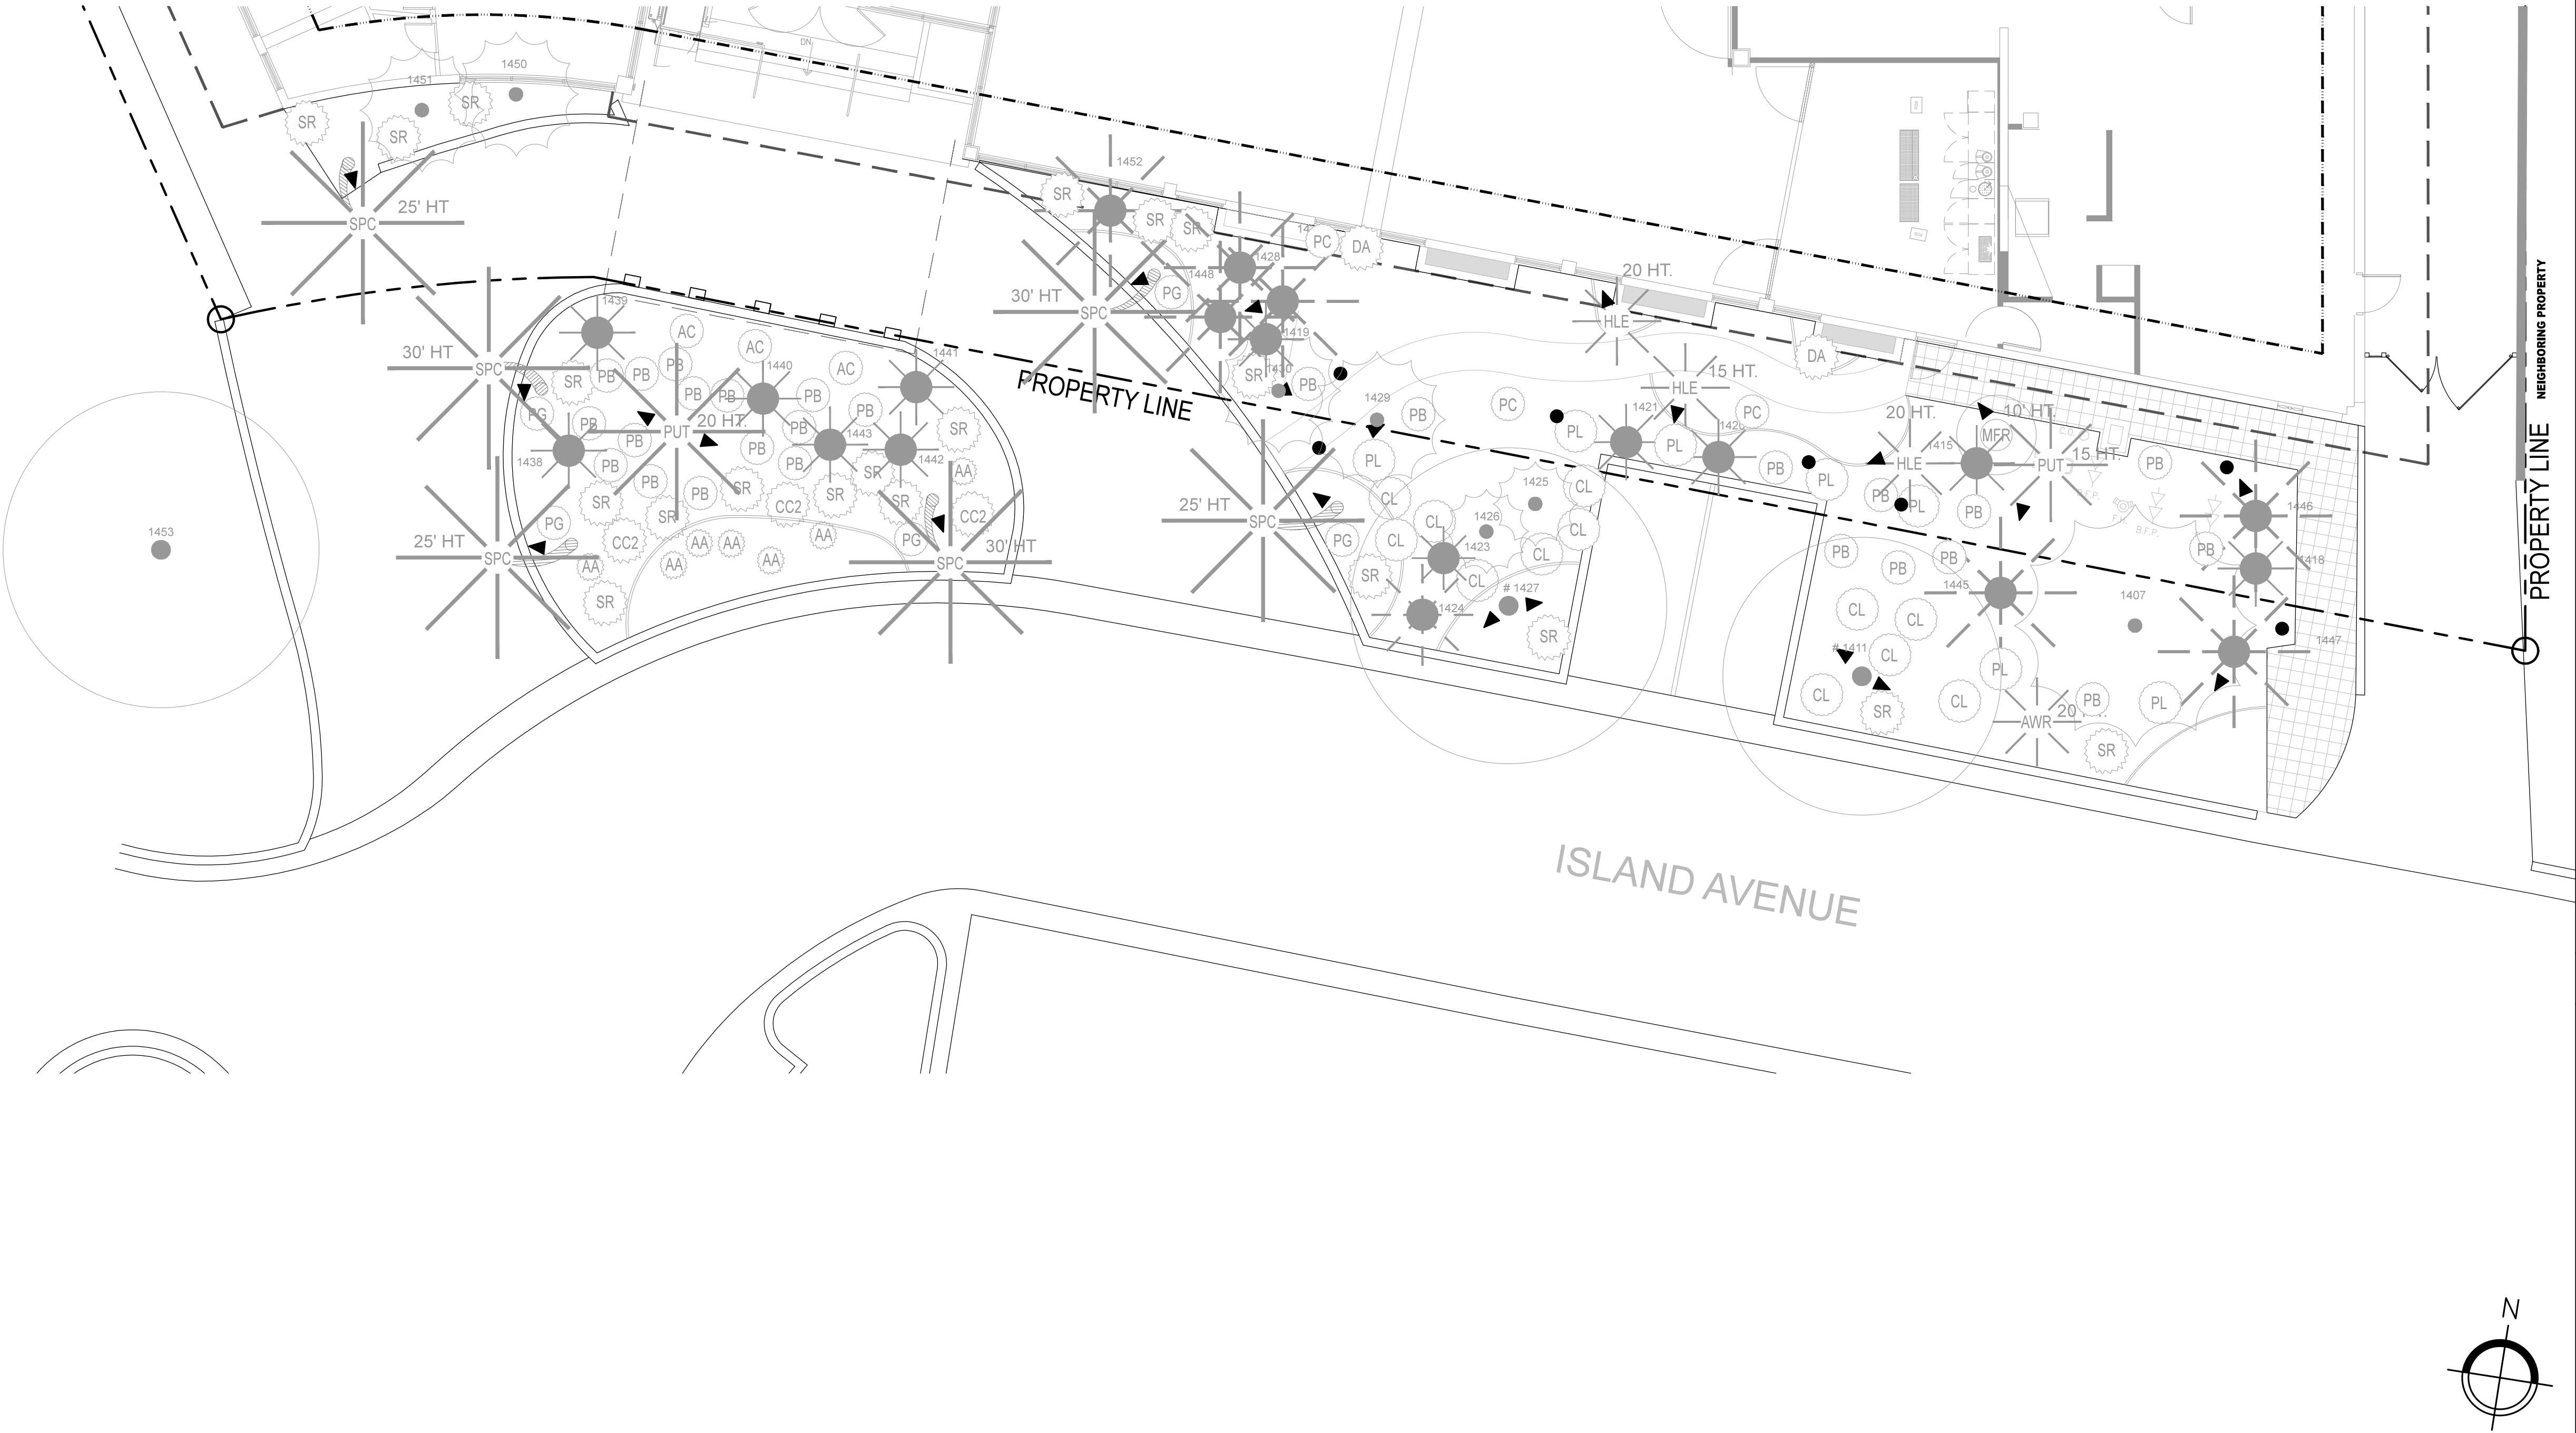 DN
1450
1451
SR
SR
SR
25' HT
SPC
1452
SR
SR
SR
PC
DA
1428
1448
PG
30' HT
SPC
20 HT.
HLE
1439
AC
AC
1440
AC
1441
30' HT
SPC
SR
PB
PB
PB
PB
PB
PB
PB
PG
PB
PB
PUT
20 HT.
PB
PB
PB
1443
SR
1438
PB
PB
PB
SR
SR
SR
SR
SR
SR
1442
AA
CC2
CC2
CC2
PG
25' HT
SPC
AA
AA
AA
AA
AA
AA
PG
SPC
30' HT
SR
1453
PROPERTY LINE
1419
1430
SR
PB
1429
PB
PC
PL
PL
1421
PL
15 HT.
HLE
PC
PB
PL
DA
20 HT.
HLE
1415
10' HT.
MFR
PUT
15 HT.
PB
PB
PL
PB
B.F.P.
B.F.P.
25' HT
SPC
PG
SR
CL
CL
CL
CL
CL
CL
CL
1425
1426
1423
1424
# 1427
SR
PB
PB
PB
1445
CL
CL
CL
CL
CL
# 1411
SR
PL
AWR
PB
PL
SR
1407
PB
1446
1418
1447
PROPERTY LINE
NEIGHBORING PROPERTY
ISLAND AVENUE
N